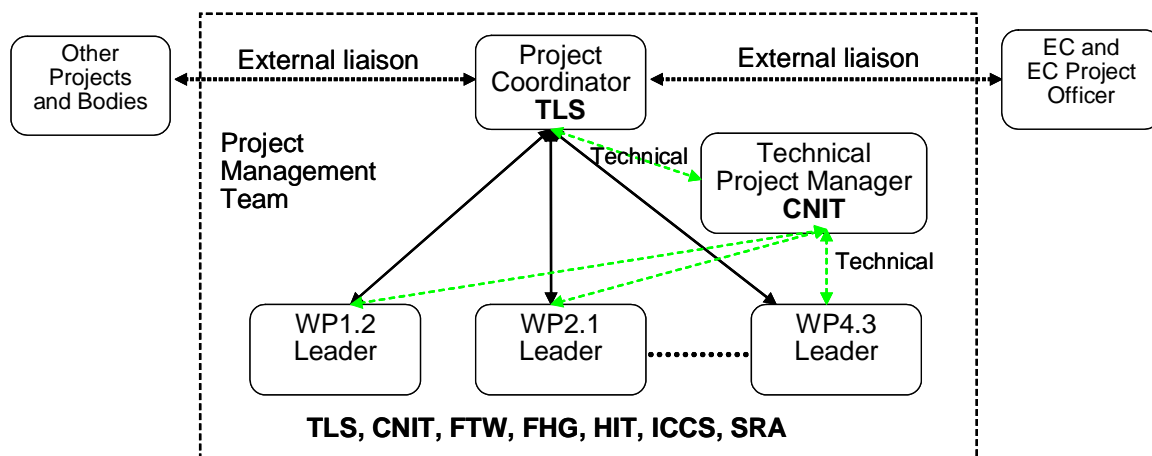 Other
Projects
and Bodies
External liaison
Project
Coordinator
TLS
External liaison
EC and
EC Project
Officer
Project
Management
Team
Technical
Technical
Project Manager
CNIT
Technical
WP1.2
Leader
WP2.1
Leader
WP4.3
Leader
TLS, CNIT, FTW, FHG, HIT, ICCS, SRA